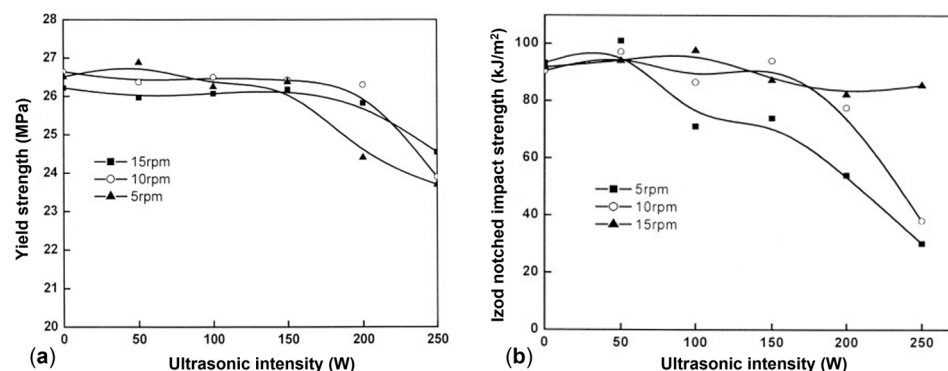 28
27
26
25
24
23
22
21
20
Yield strength (MPa)
15rpm
10rpm
5rpm
0 50 100 150 200 250
(a)
Ultrasonic intensity (W)
100
80
60
40
20
0
Izod notched impact strength (kJ/m²)
5rpm
10rpm
15rpm
0 50 100 150 200 250
(b)
Ultrasonic intensity (W)